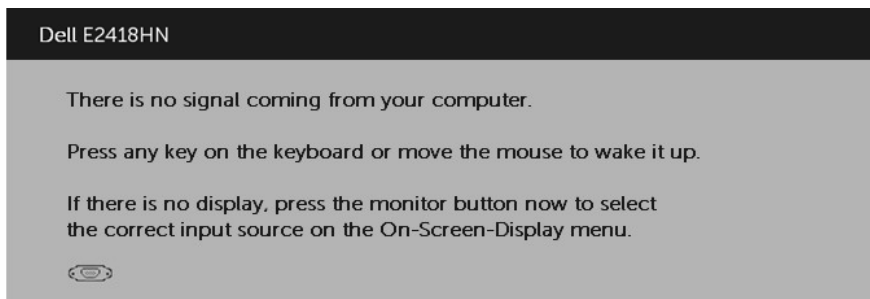 Dell E2418HN
There is no signal coming from your computer.
Press any key on the keyboard or move the mouse to wake it up.
If there is no display, press the monitor button now to select
the correct input source on the On-Screen-Display menu.